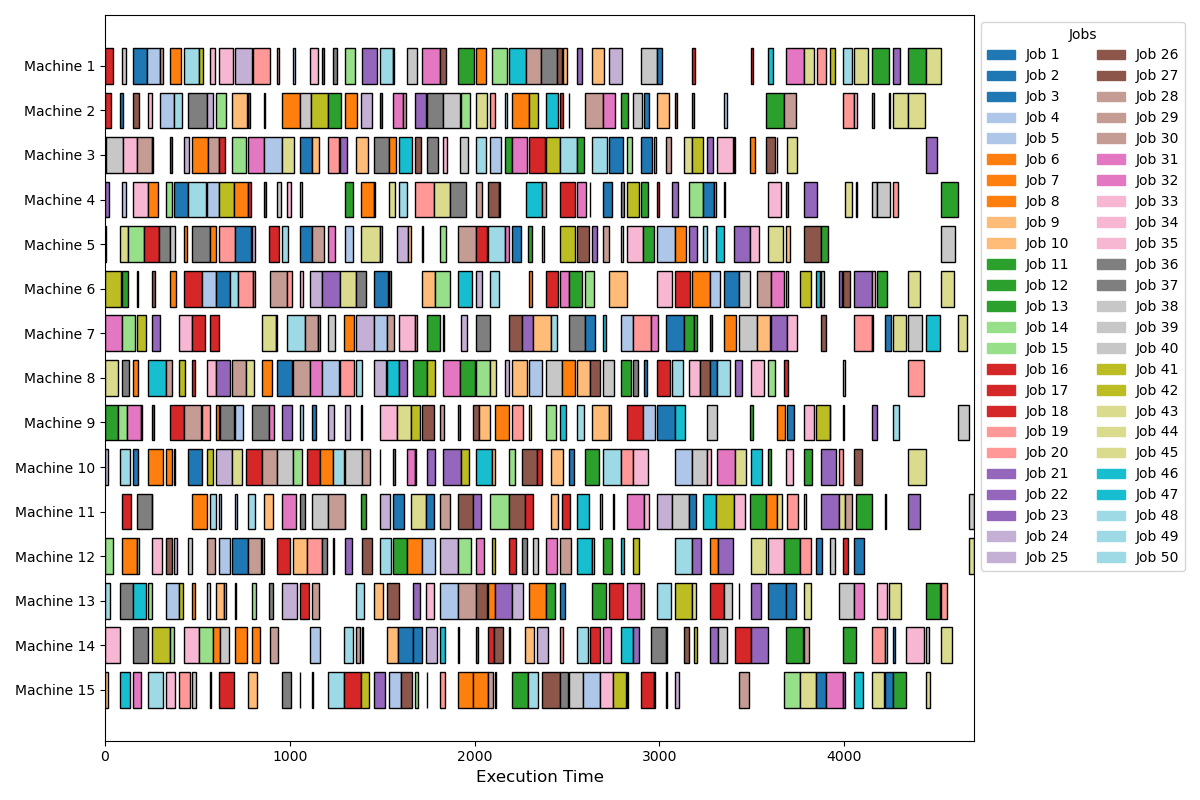 Machine 1
Machine 2
Machine 3
Machine 4
Machine 5
Machine 6
Machine 7
Machine 8
Machine 9
Machine 10
Machine 11
Machine 12
Machine 13
Machine 14
Machine 15
0 1000 2000 3000 4000
Execution Time
Jobs
Job 1
Job 2
Job 3
Job 4
Job 5
Job 6
Job 7
Job 8
Job 9
Job 10
Job 11
Job 12
Job 13
Job 14
Job 15
Job 16
Job 17
Job 18
Job 19
Job 20
Job 21
Job 22
Job 23
Job 24
Job 25
Job 26
Job 27
Job 28
Job 29
Job 30
Job 31
Job 32
Job 33
Job 34
Job 35
Job 36
Job 37
Job 38
Job 39
Job 40
Job 41
Job 42
Job 43
Job 44
Job 45
Job 46
Job 47
Job 48
Job 49
Job 50